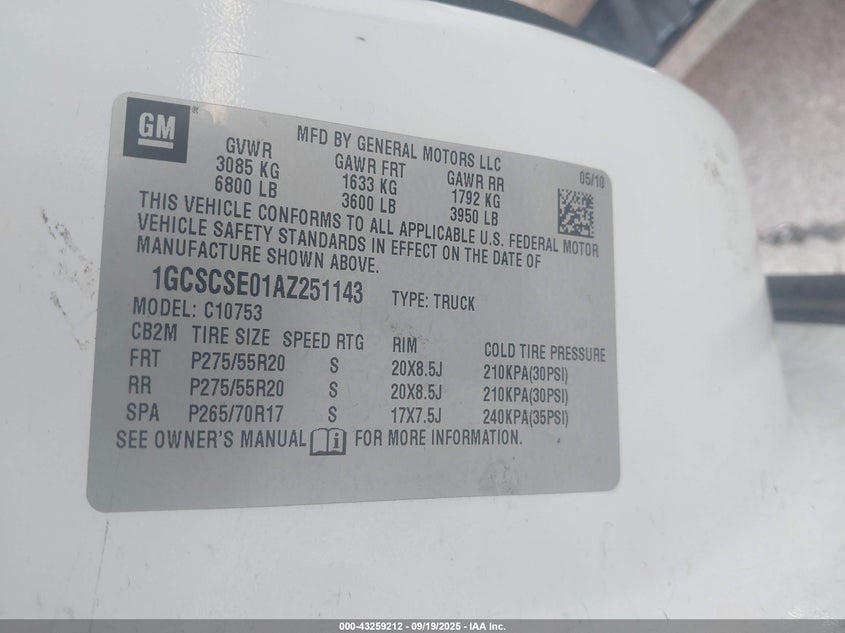 GM ®
MFD BY GENERAL MOTORS LLC
05/10
GVWR GAWR FRT GAWR RR
3085 KG 1633 KG 1792 KG
6800 LB 3600 LB 3950 LB
THIS VEHICLE CONFORMS TO ALL APPLICABLE U.S. FEDERAL MOTOR
VEHICLE SAFETY STANDARDS IN EFFECT ON THE DATE OF
MANUFACTURE SHOWN ABOVE.
1GCSCSE01AZ251143 TYPE: TRUCK
MODEL: C10753
CB2M TIRE SIZE SPEED RTG RIM COLD TIRE PRESSURE
FRT P275/55R20 S 20X8.5J 210KPA(30PSI)
RR P275/55R20 S 20X8.5J 210KPA(30PSI)
SPA P265/70R17 S 17X7.5J 240KPA(35PSI)
SEE OWNER'S MANUAL i FOR MORE INFORMATION.
000-43259212 - 09/19/2025 - IAA Inc.